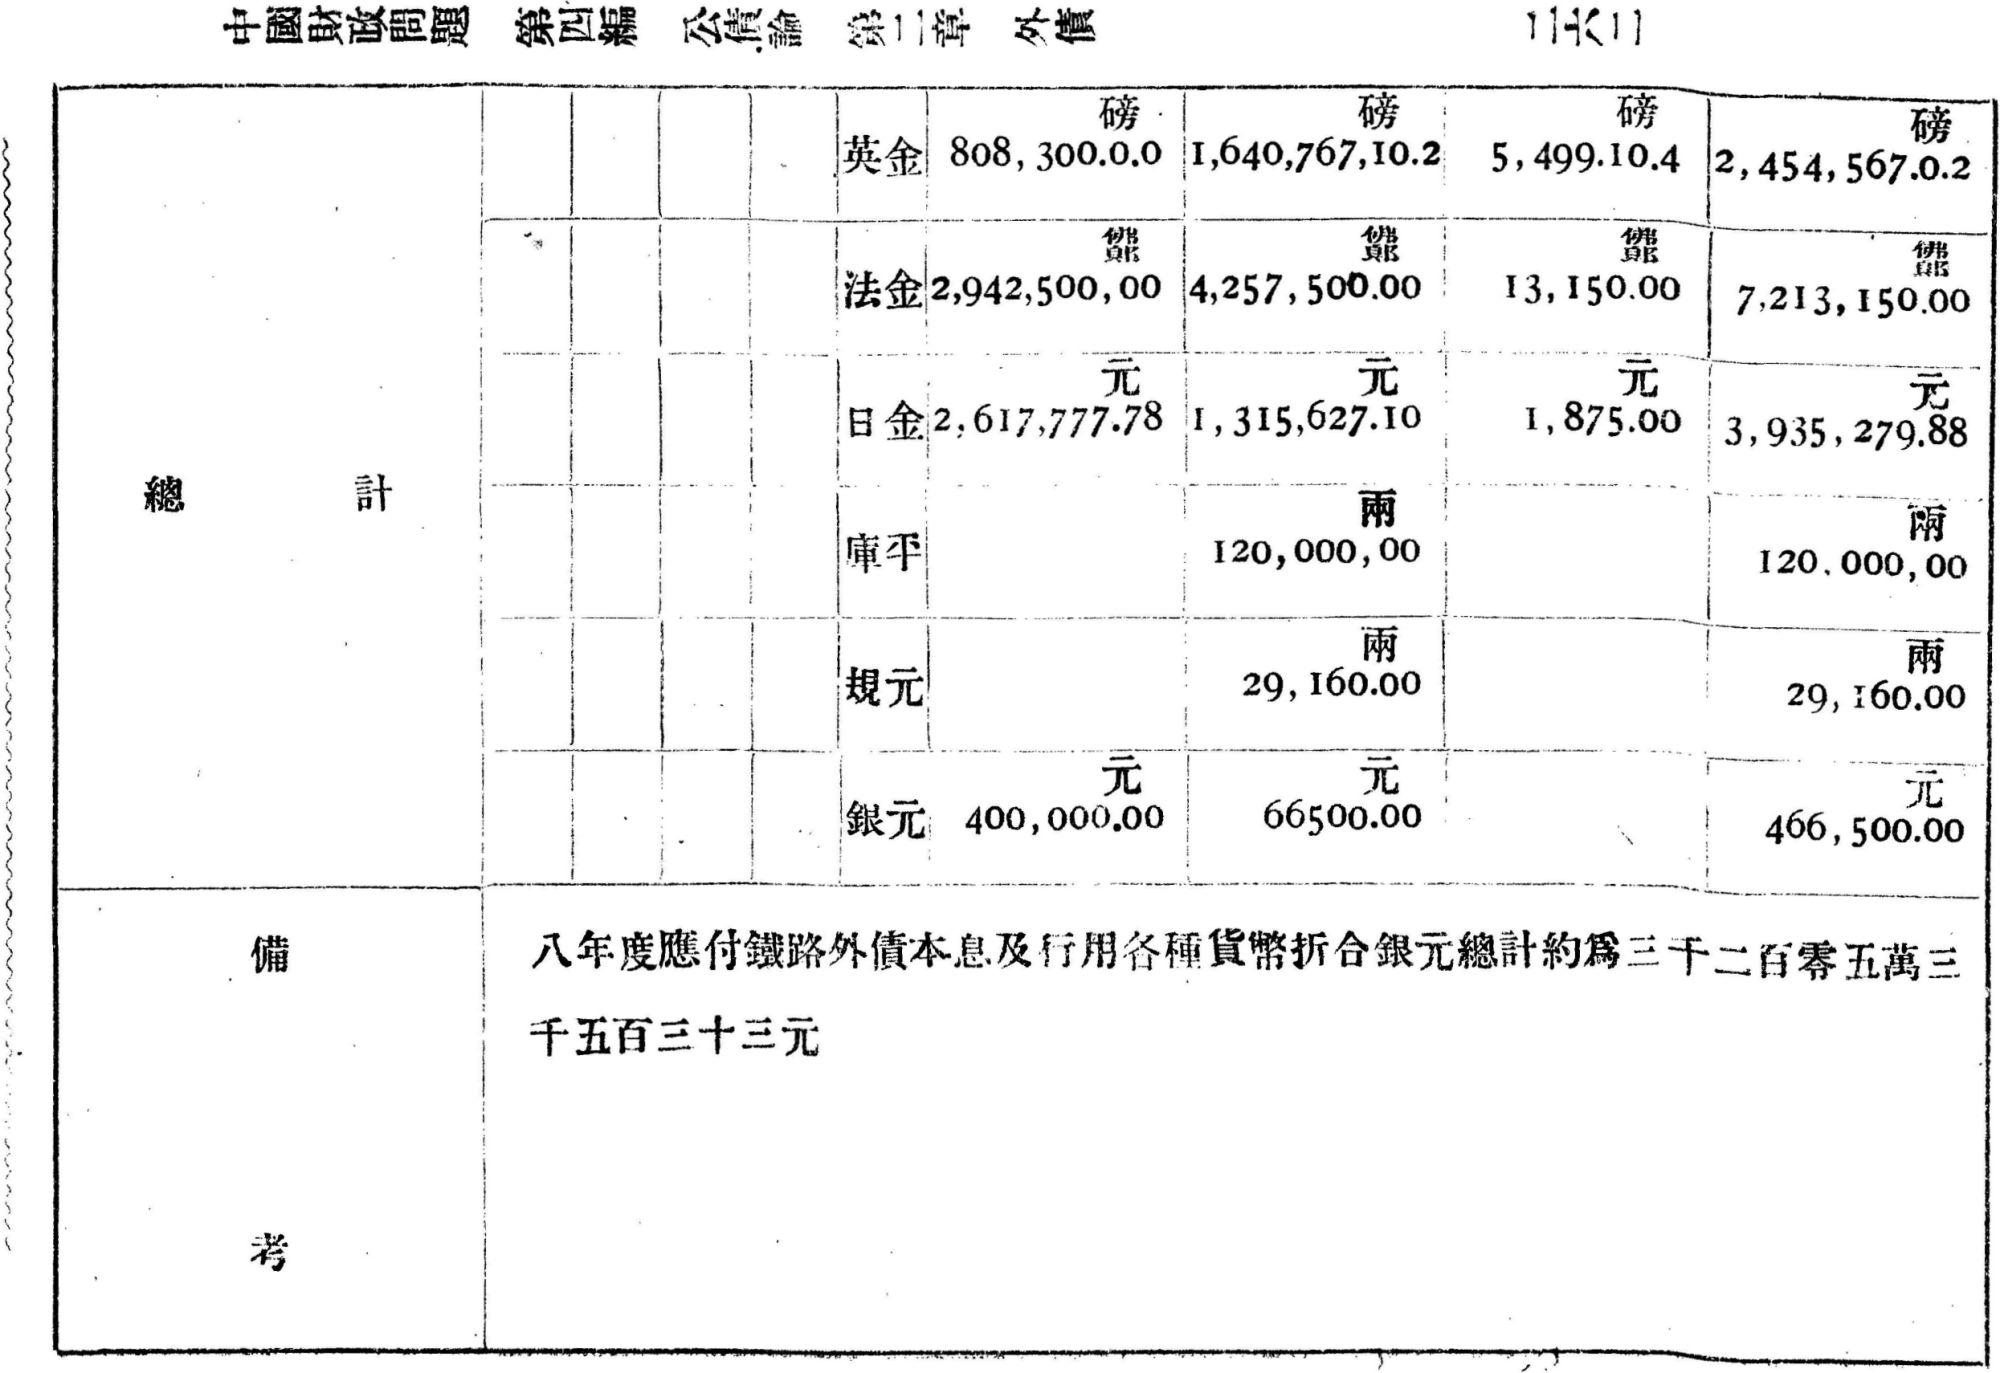 中國財政問題 第四編 公債論 第二章 外債 二六二
磅 磅 磅 磅
英金 808,300.0.0 1,640,767,10.2 5,499.10.4 2,454,567.0.2
法金 2,942,500,00 4,257,500.00 13,150.00 7,213,150.00
元 元 元 元
日金 2,617,777.78 1,315,627.10 1,875.00 3,935,279.88
總計
兩 兩
庫平 120,000,00 120.000,00
兩 兩
規元 29,160.00 29,160.00
元 元 元
銀元 400,000.00 66500.00 466,500.00
備考
八年度應付鐵路外債本息及行用各種貨幣折合銀元總計約爲三千二百零五萬三
千五百三十三元